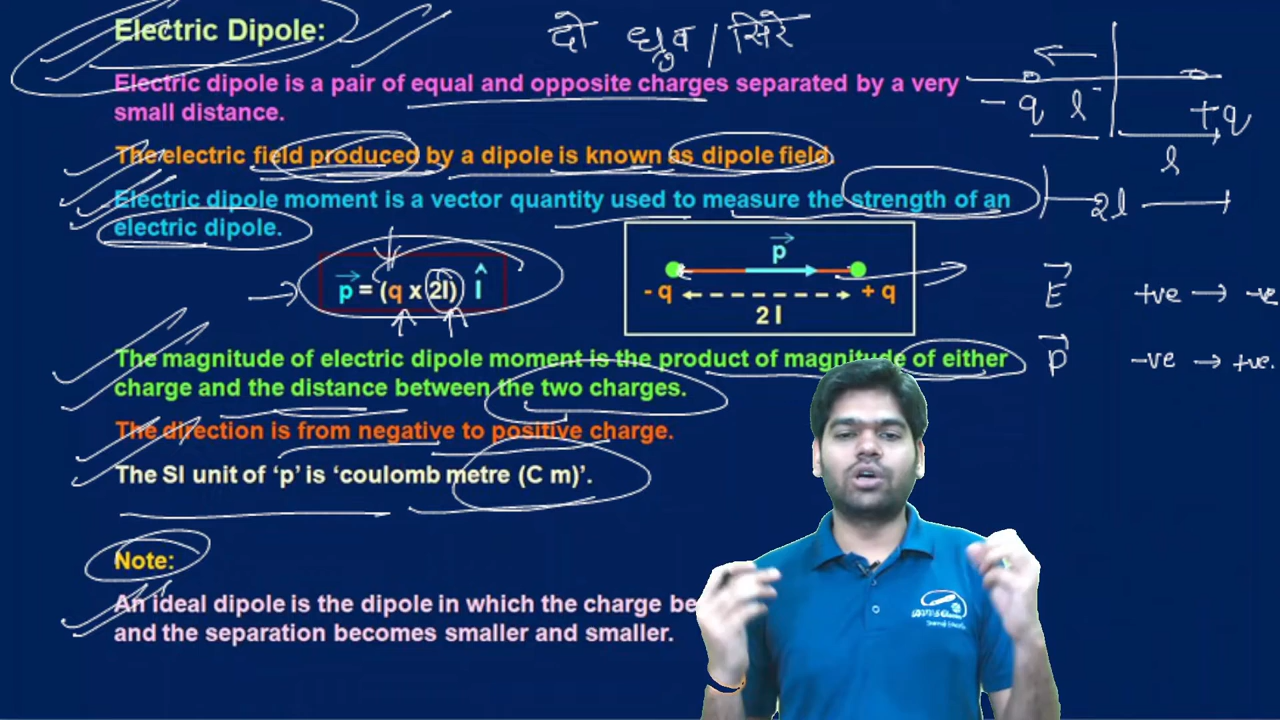 Electric Dipole:
दो ध्रुव / सिरे
Electric dipole is a pair of equal and opposite charges separated by a very
small distance.
- q l +q
l
2l
The electric field produced by a dipole is known as dipole field.
Electric dipole moment is a vector quantity used to measure the strength of an
electric dipole.
p = (q x 2l) l
p
- q + q
2 l
E +ve → -ve
p -ve → +ve.
The magnitude of electric dipole moment is the product of magnitude of either
charge and the distance between the two charges.
The direction is from negative to positive charge.
The SI unit of ‘p’ is ‘coulomb metre (C m)’.
Note:
An ideal dipole is the dipole in which the charge
and the separation becomes smaller and smaller.